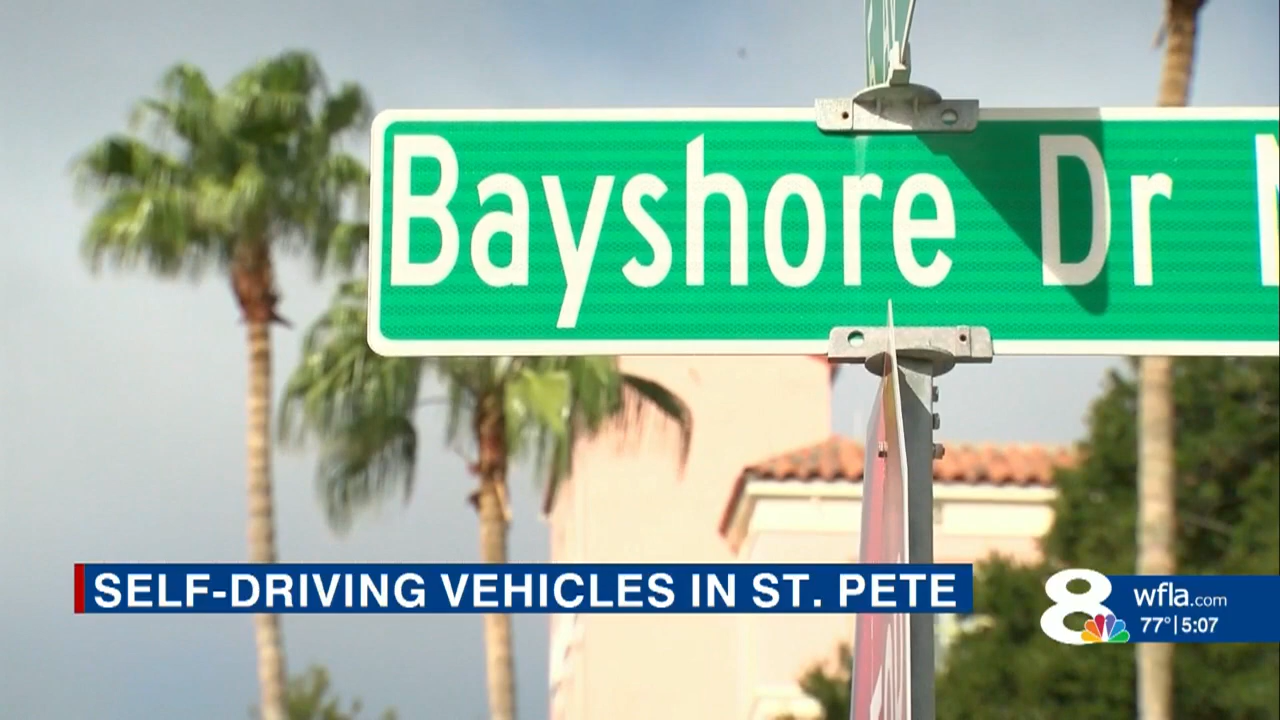 Bayshore Dr
SELF-DRIVING VEHICLES IN ST. PETE
8
wfla.com
77°|5:07